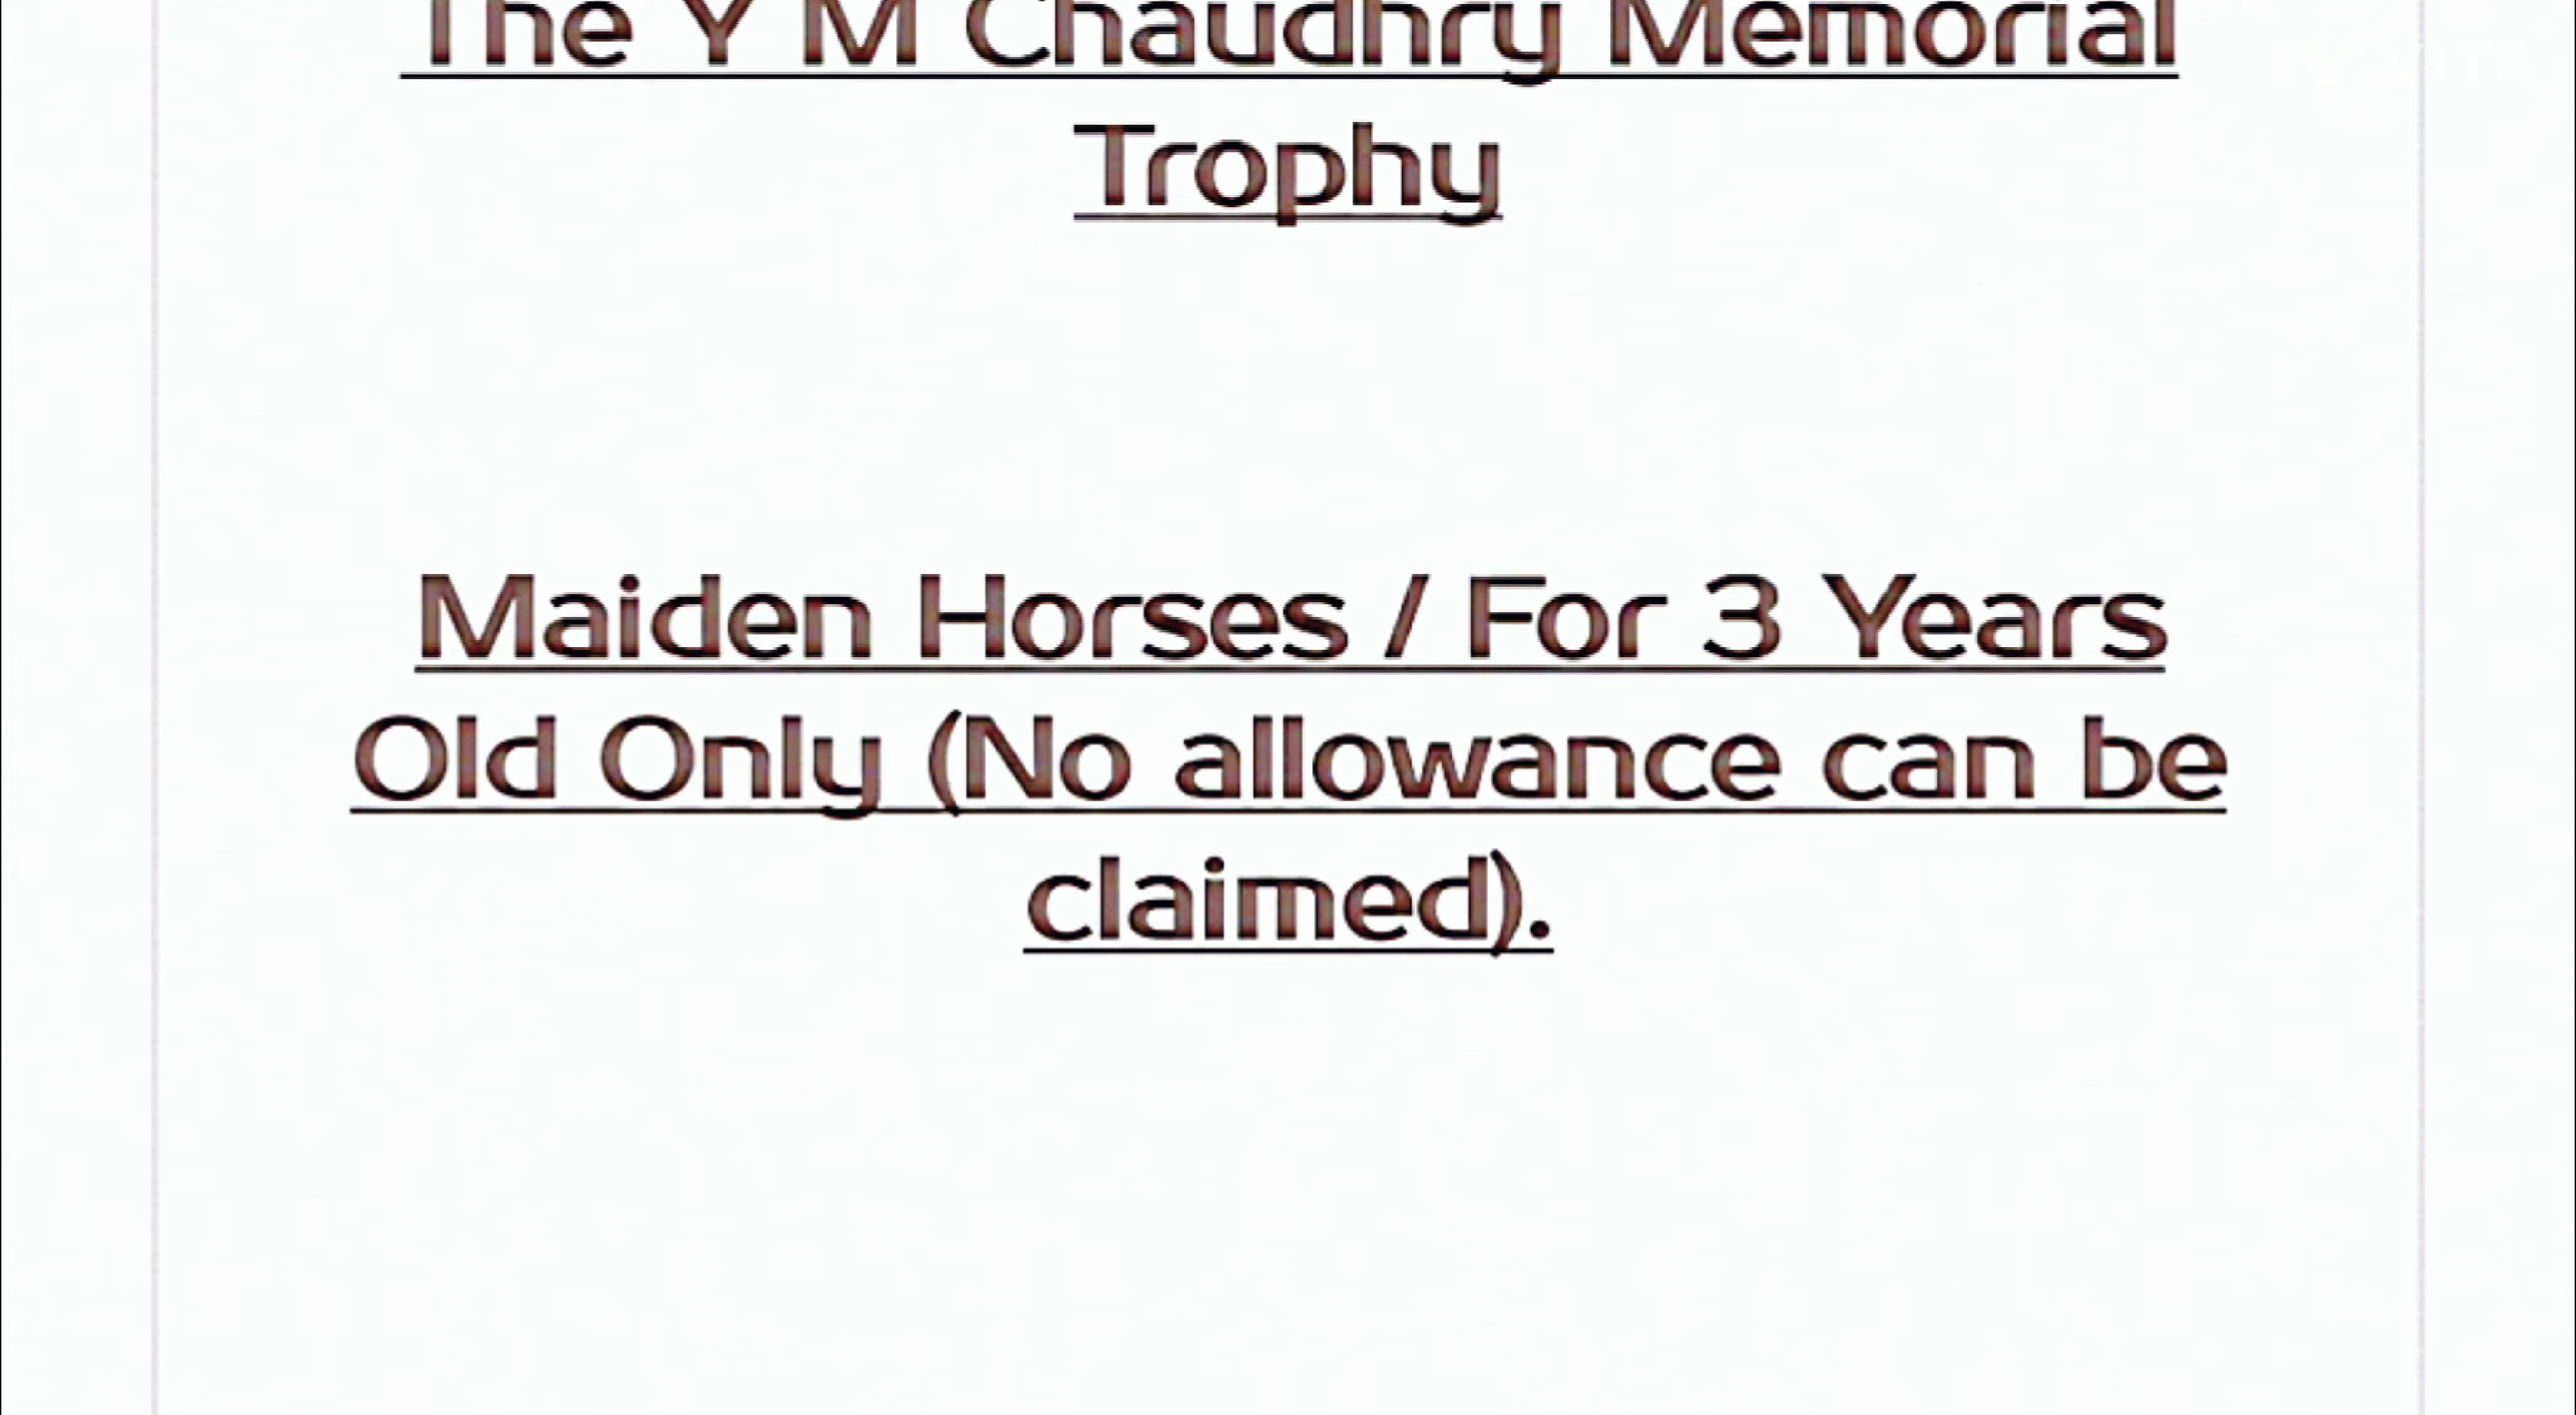 The Y M Chaudhry Memorial
Trophy
Maiden Horses / For 3 Years
Old Only (No allowance can be
claimed).